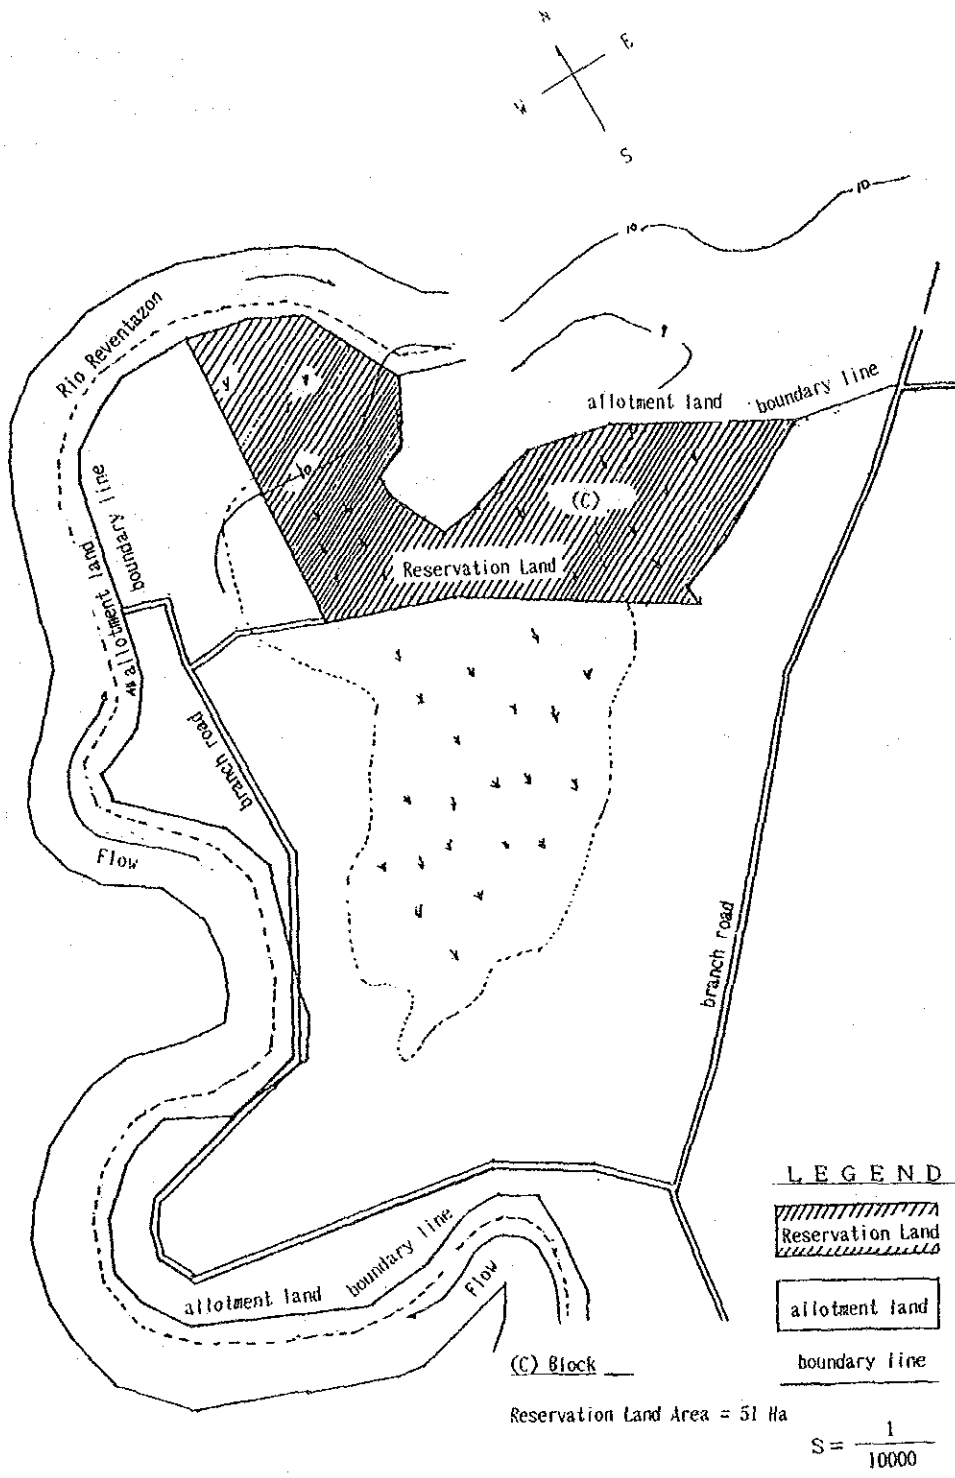 N
E
W
S
10
10
9
Rio Reventazon
allotment land boundary line
boundary line
10
(C)
Reservation Land
allotment land
branch road
Flow
branch road
LEGEND
Reservation Land
allotment land
boundary line
allotment land boundary line
Flow
(C) Block
Reservation Land Area = 51 Ha
S = 1/10000